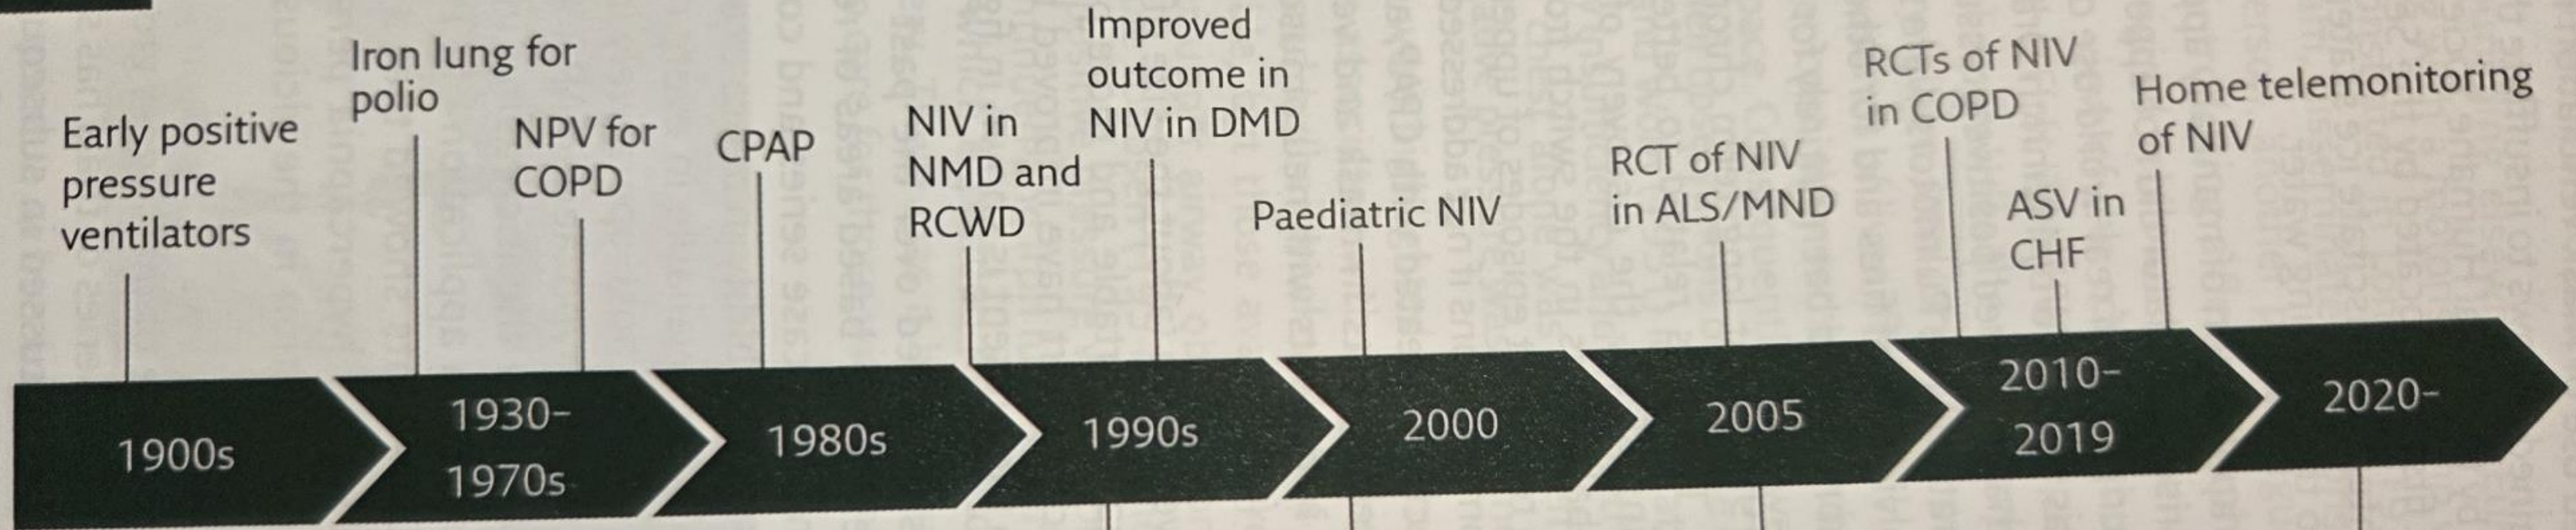 Early positive
pressure
ventilators
Iron lung for
polio
NPV for
COPD
CPAP
NIV in
NMD and
RCWD
Improved
outcome in
NIV in DMD
Paediatric NIV
RCT of NIV
in ALS/MND
RCTs of NIV
in COPD
ASV in
CHF
Home telemonitoring
of NIV
1900s
1930–
1970s
1980s
1990s
2000
2005
2010–
2019
2020–